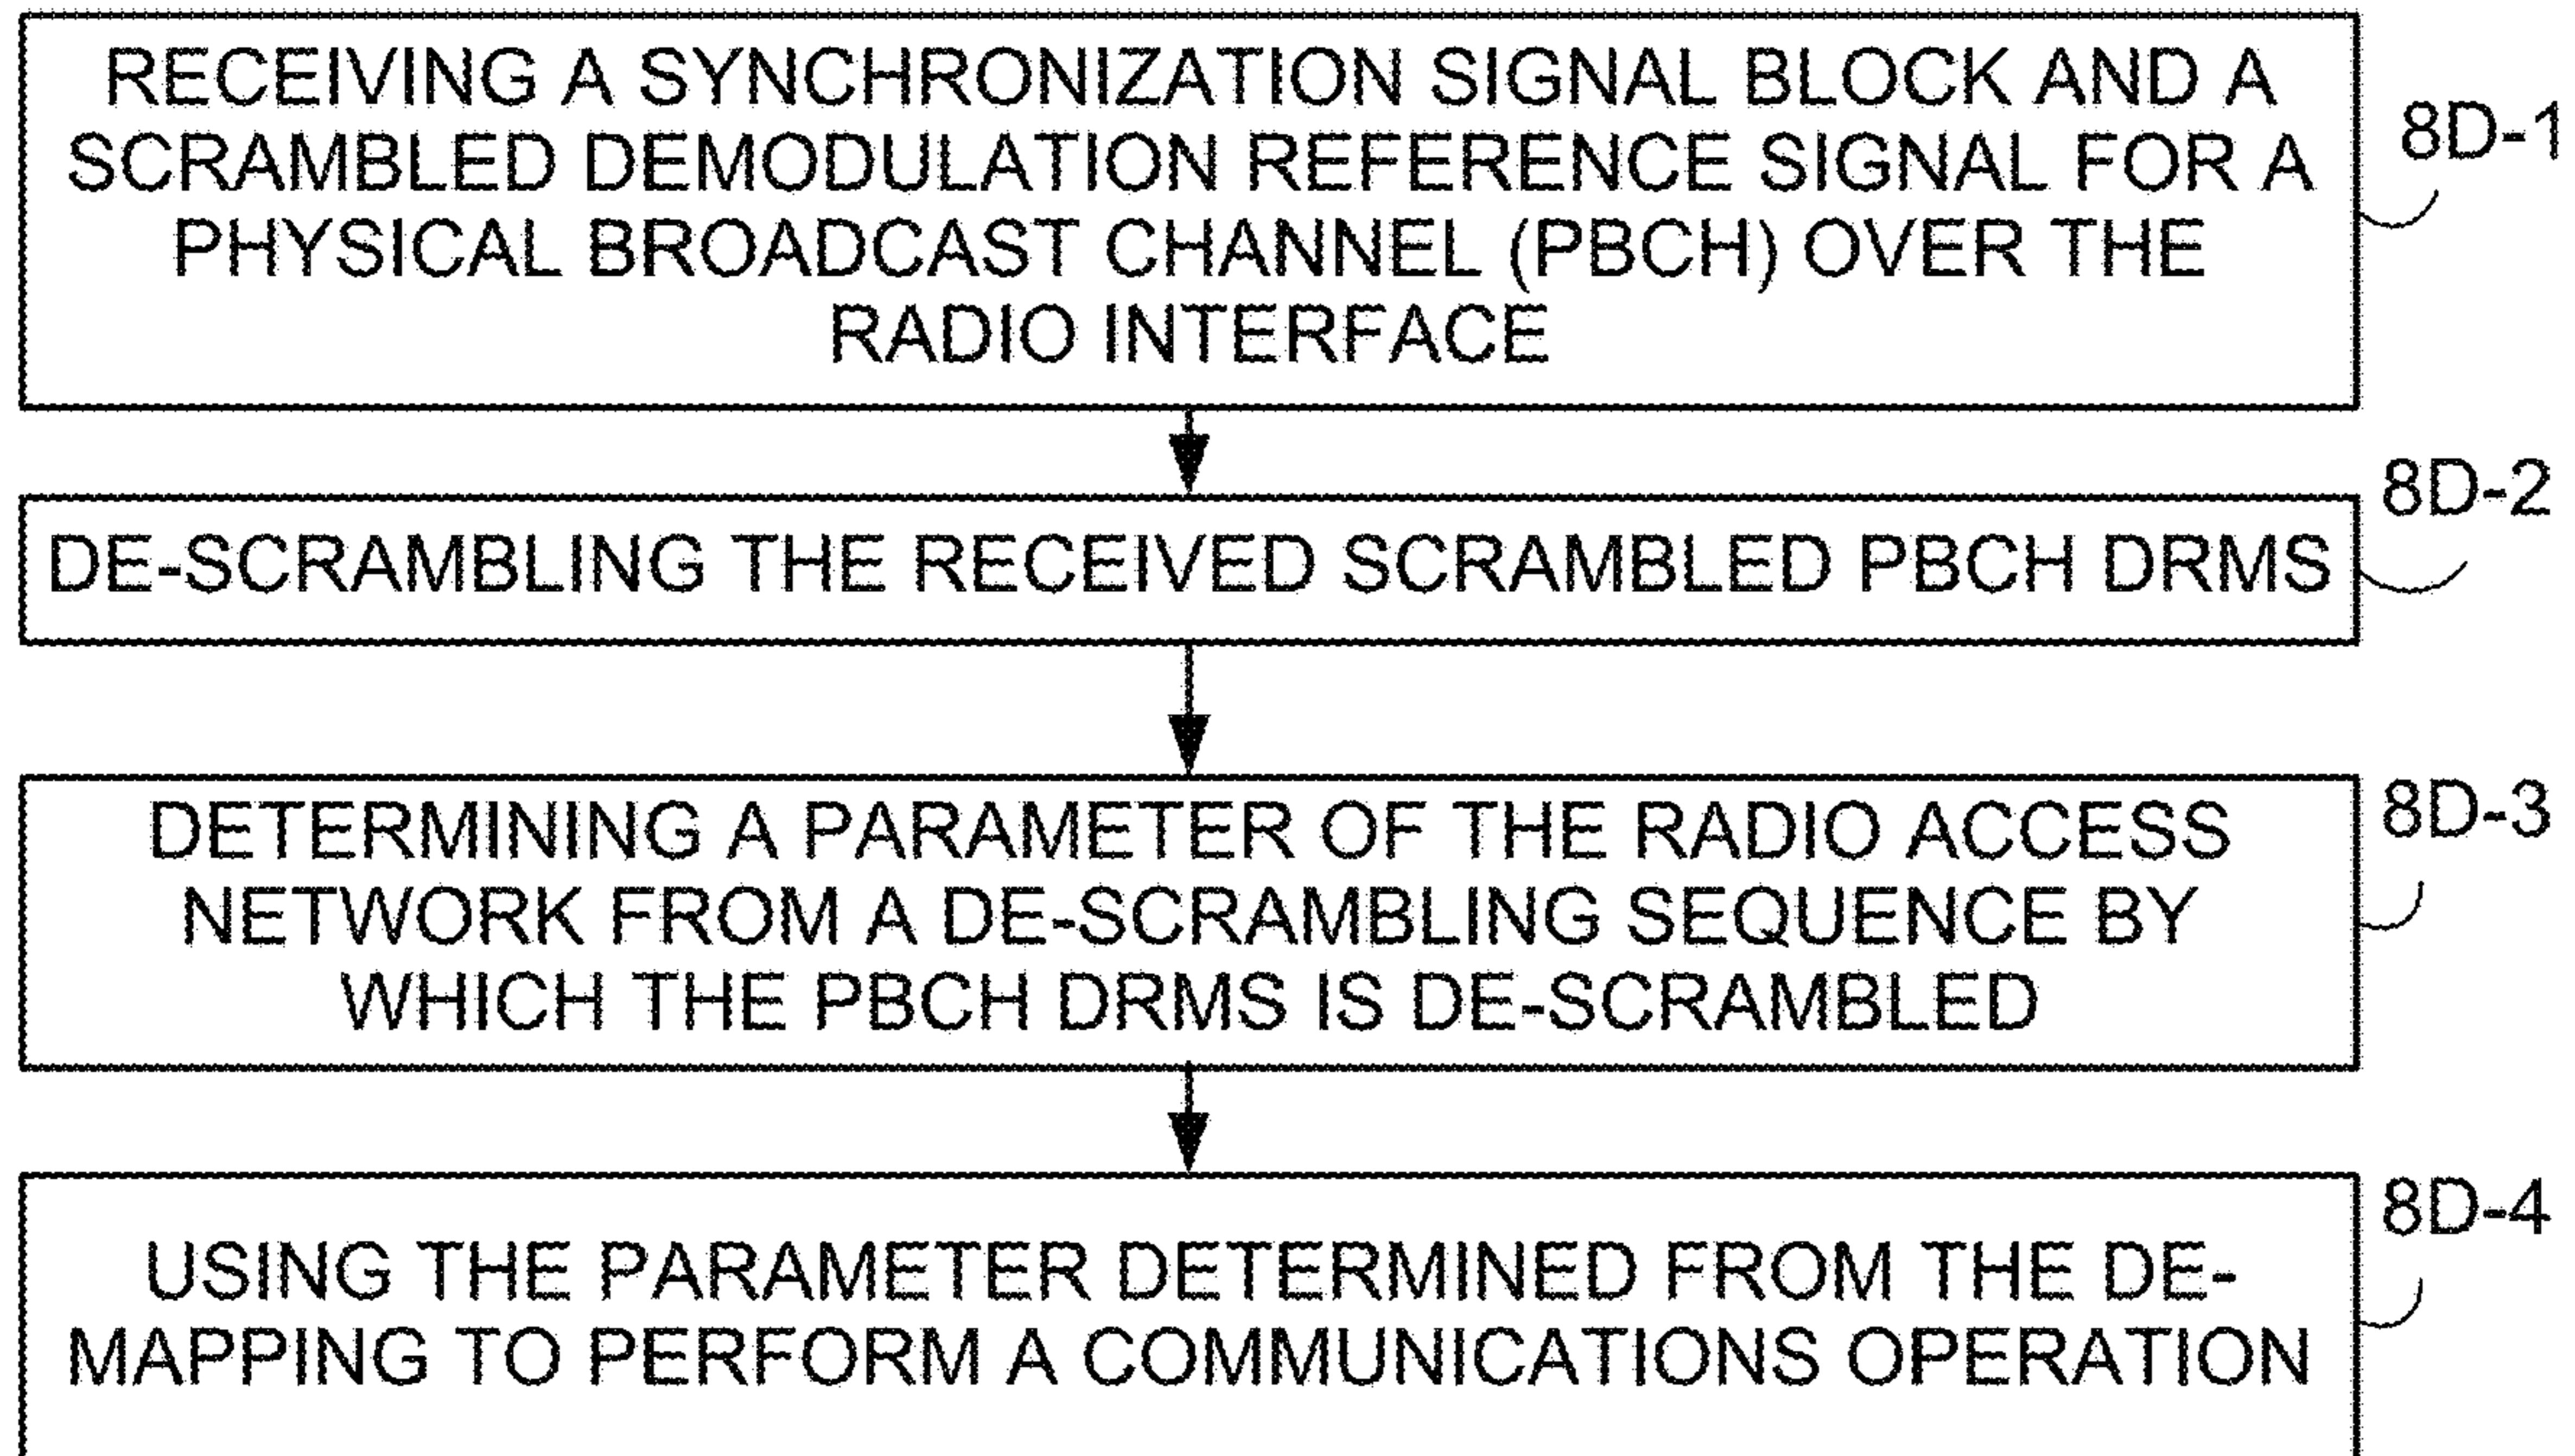 RECEIVING A SYNCHRONIZATION SIGNAL BLOCK AND A
SCRAMBLED DEMODULATION REFERENCE SIGNAL FOR A
PHYSICAL BROADCAST CHANNEL (PBCH) OVER THE
RADIO INTERFACE
8D-1
8D-2
DE-SCRAMBLING THE RECEIVED SCRAMBLED PBCH DRMS
8D-3
DETERMINING A PARAMETER OF THE RADIO ACCESS
NETWORK FROM A DE-SCRAMBLING SEQUENCE BY
WHICH THE PBCH DRMS IS DE-SCRAMBLED
8D-4
USING THE PARAMETER DETERMINED FROM THE DE-
MAPPING TO PERFORM A COMMUNICATIONS OPERATION